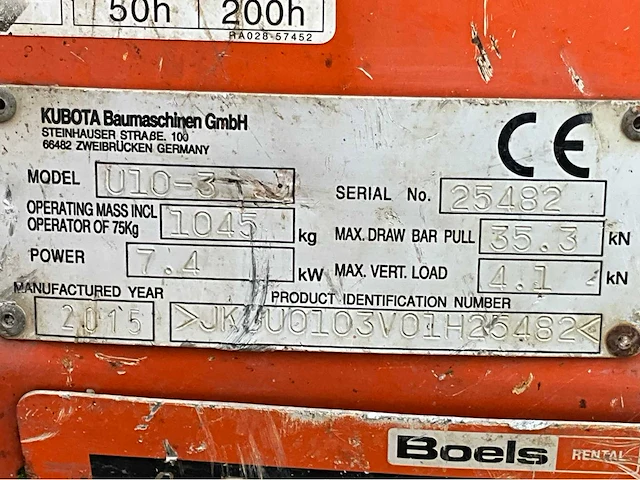 50h 200h
RA028-57452
KUBOTA Baumaschinen GmbH
STEINHAUSER STRAßE. 100
66482 ZWEIBRÜCKEN GERMANY
CE
MODEL U10-3
SERIAL No. 25482
OPERATING MASS INCL
OPERATOR OF 75Kg 1045 kg
MAX. DRAW BAR PULL 35.3 kN
POWER 7.4 kW
MAX. VERT. LOAD 4.1 kN
MANUFACTURED YEAR 2015
PRODUCT IDENTIFICATION NUMBER
>JKUU0103V01H25482<
Boels RENTAL